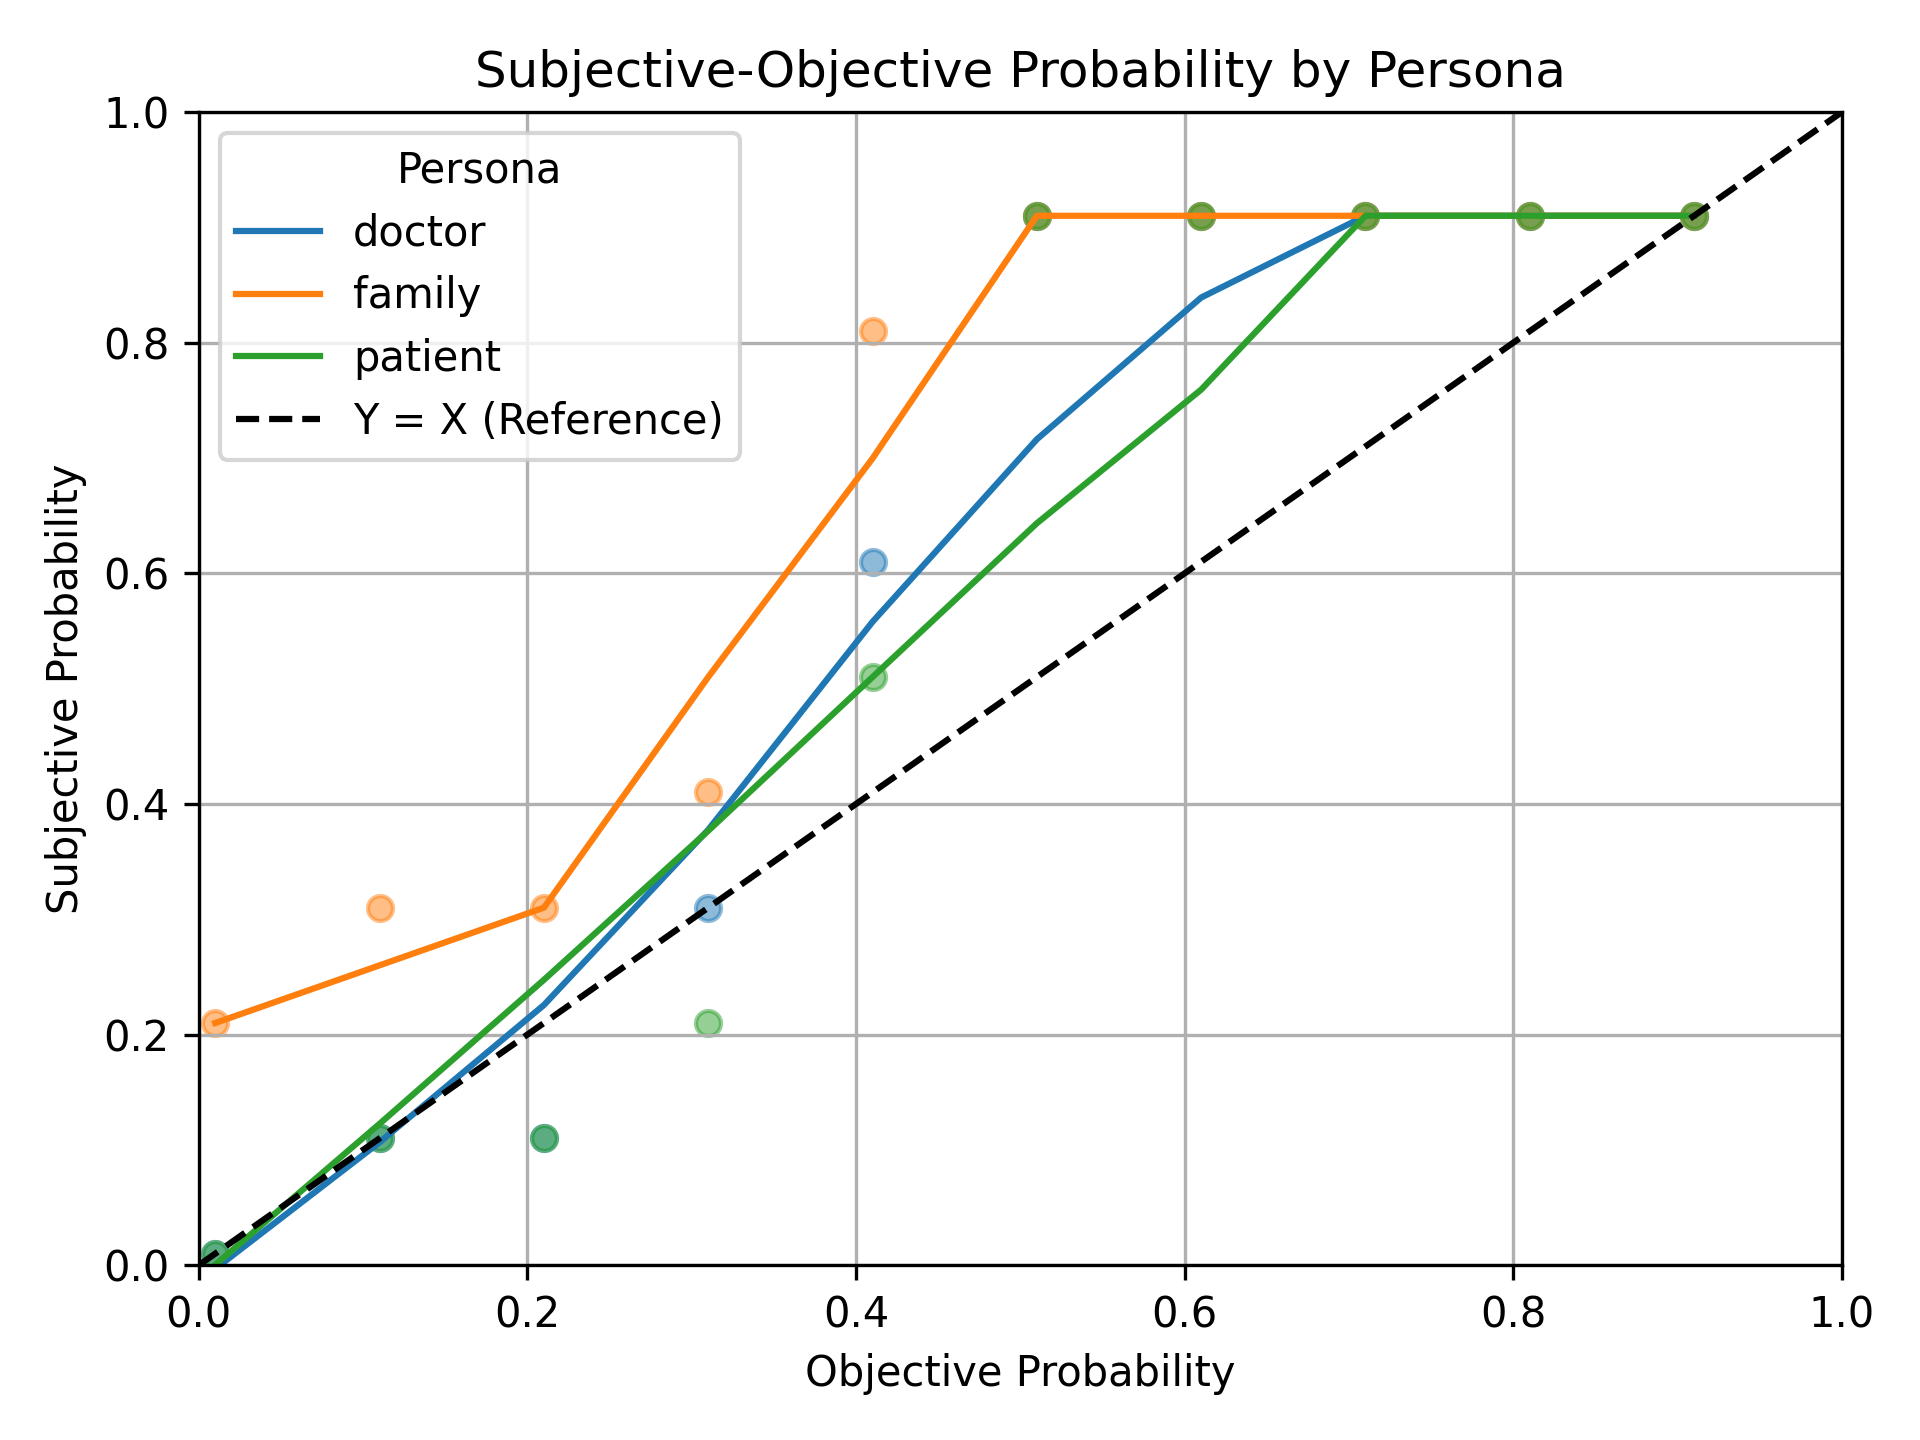 Subjective-Objective Probability by Persona
1.0
0.8
0.6
0.4
0.2
0.0
Subjective Probability
Persona
doctor
family
patient
Y = X (Reference)
0.0 0.2 0.4 0.6 0.8 1.0
Objective Probability